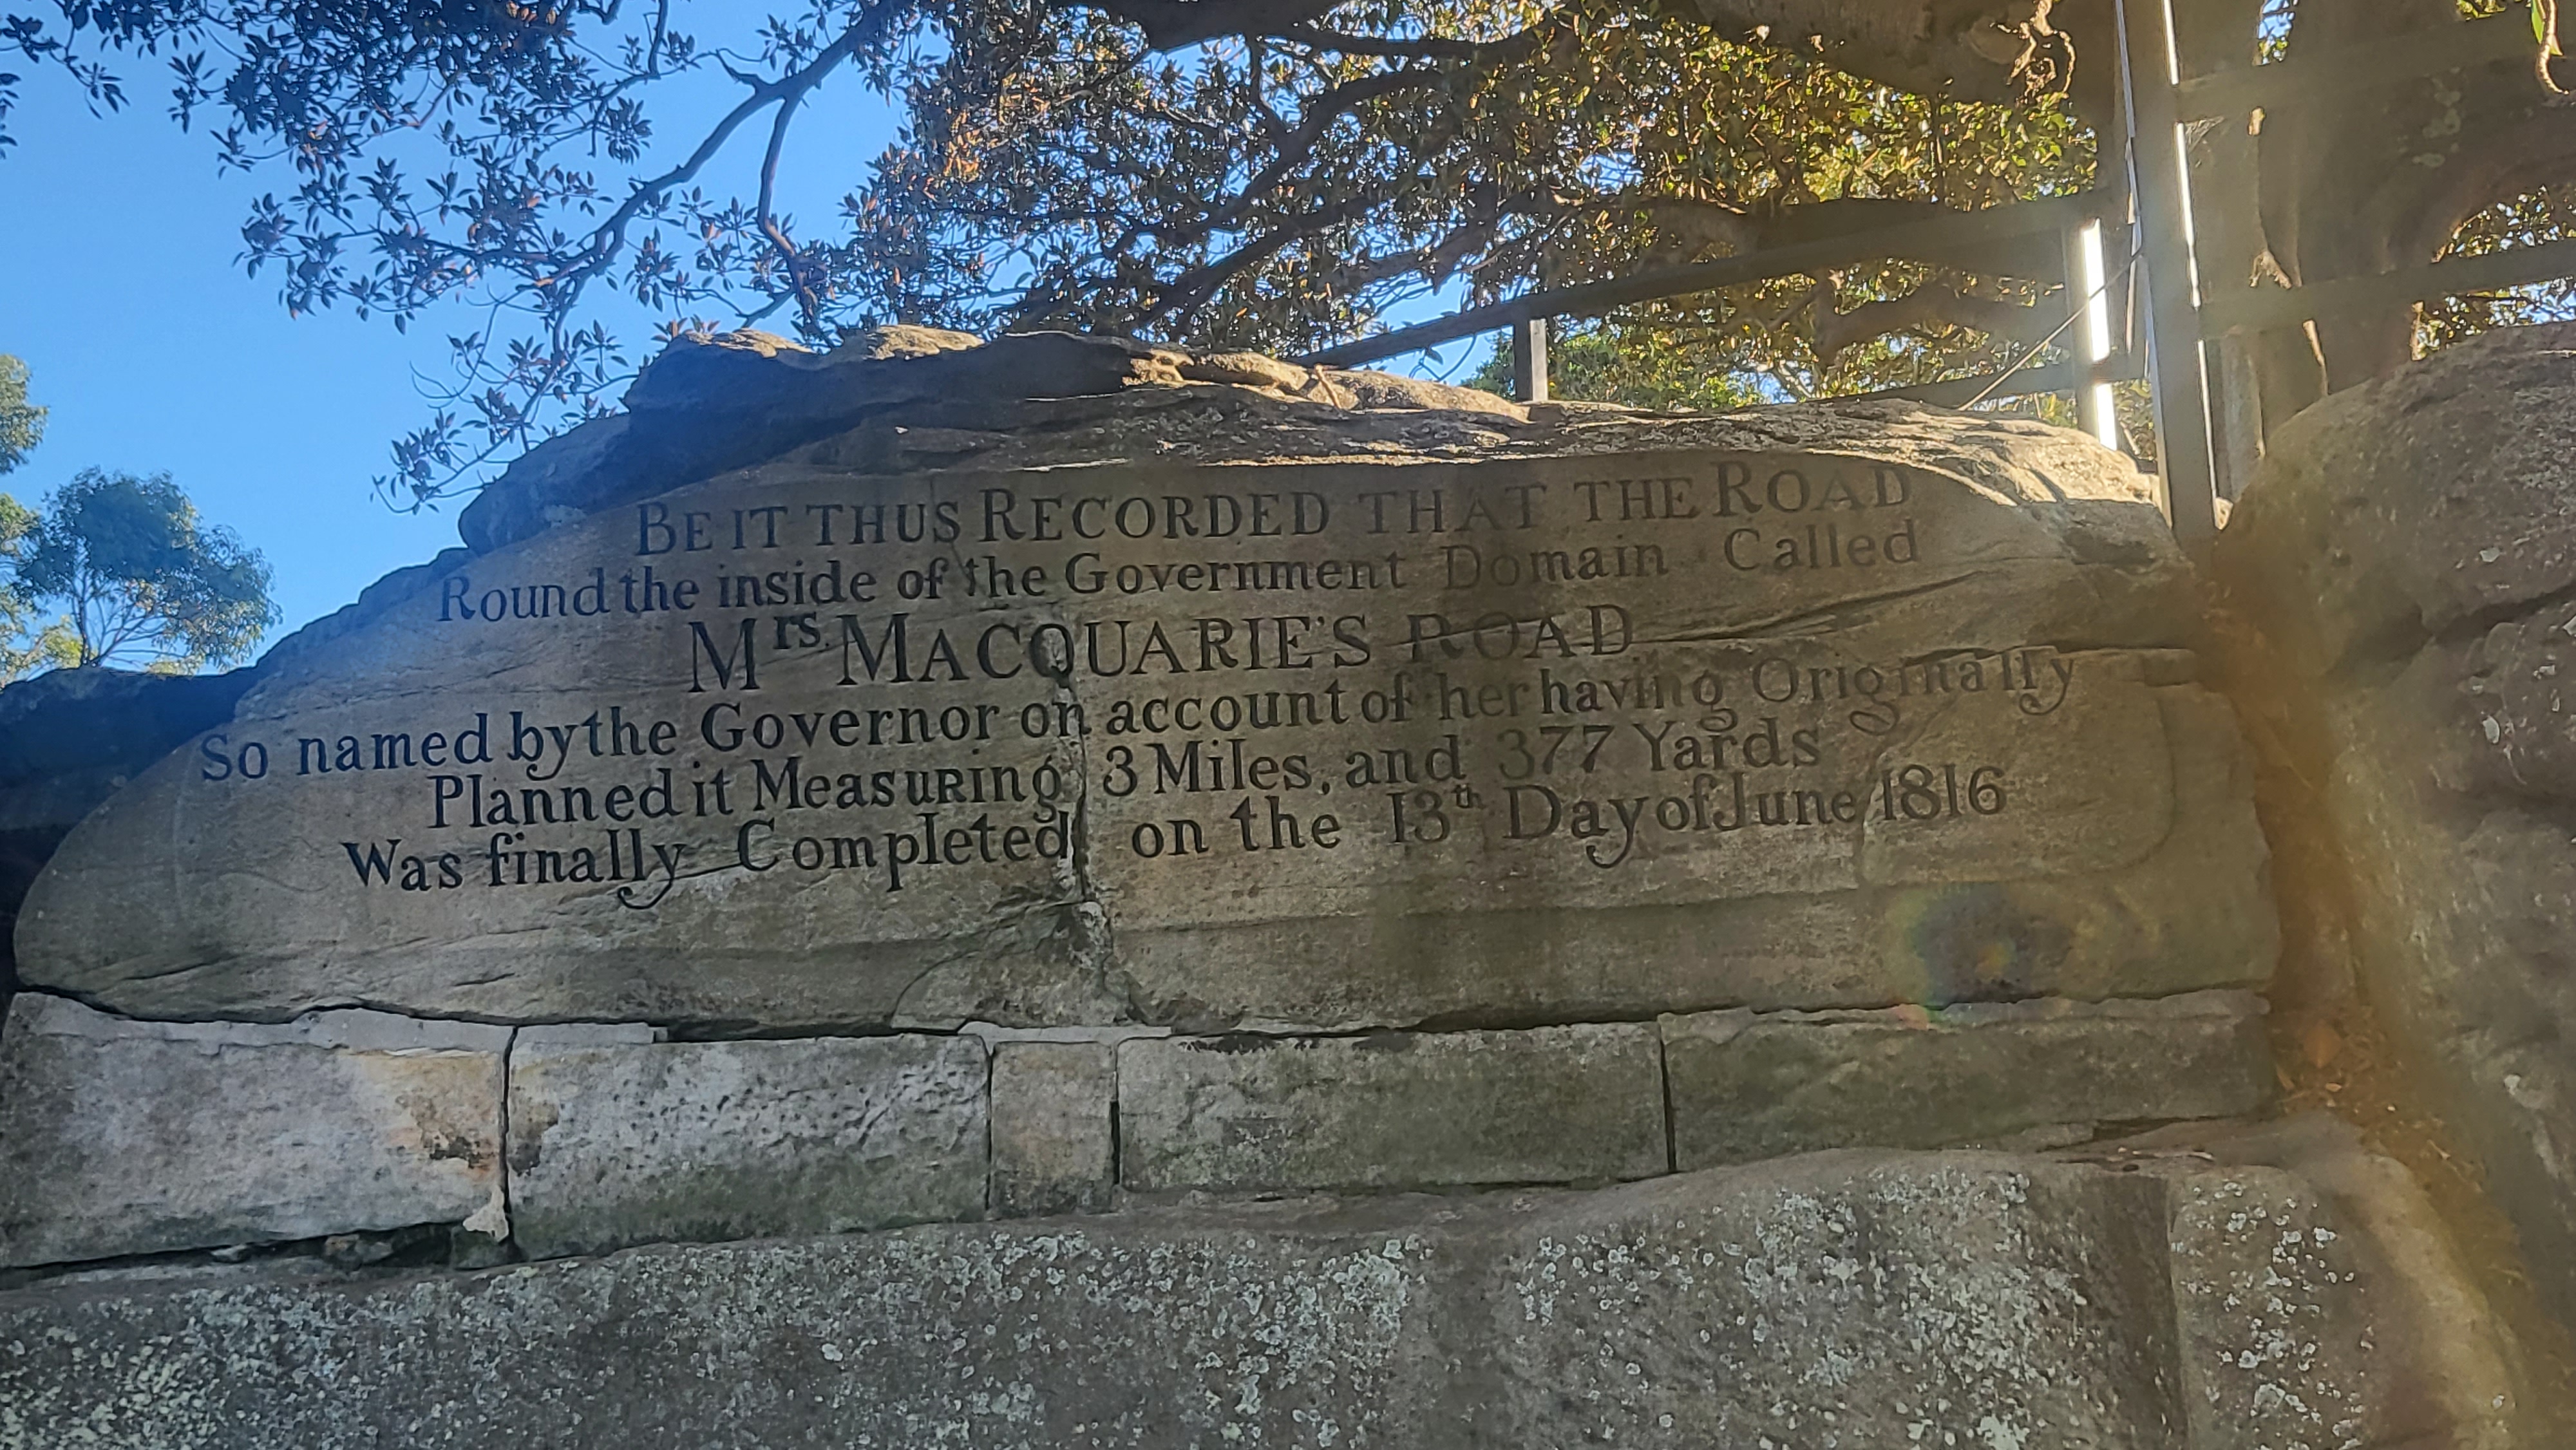 BE IT THUS RECORDED THAT THE ROAD
Round the inside of the Government Domain Called
Mrs. MACQUARIE'S ROAD
So named by the Governor on account of her having Originally
Planned it Measuring 3 Miles, and 377 Yards
Was finally Completed on the 13th Day of June 1816